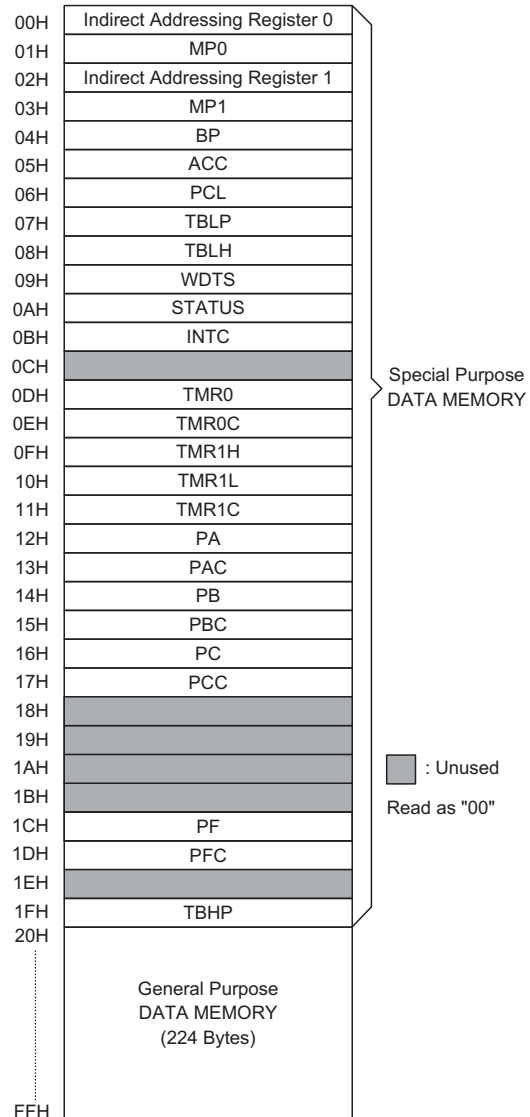 00H Indirect Addressing Register 0
01H MP0
02H Indirect Addressing Register 1
03H MP1
04H BP
05H ACC
06H PCL
07H TBLP
08H TBLH
09H WDTS
0AH STATUS
0BH INTC
0CH
0DH TMR0
0EH TMR0C
0FH TMR1H
10H TMR1L
11H TMR1C
12H PA
13H PAC
14H PB
15H PBC
16H PC
17H PCC
18H
19H
1AH
1BH
1CH PF
1DH PFC
1EH
1FH TBHP
20H
General Purpose
DATA MEMORY
(224 Bytes)
FFH
Special Purpose
DATA MEMORY
: Unused
Read as "00"